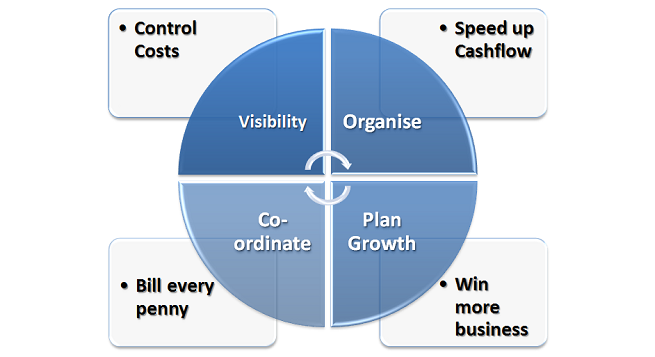 • Control
Costs
• Speed up
Cashflow
Visibility
Organise
Co-
ordinate
Plan
Growth
• Bill every
penny
• Win
more
business